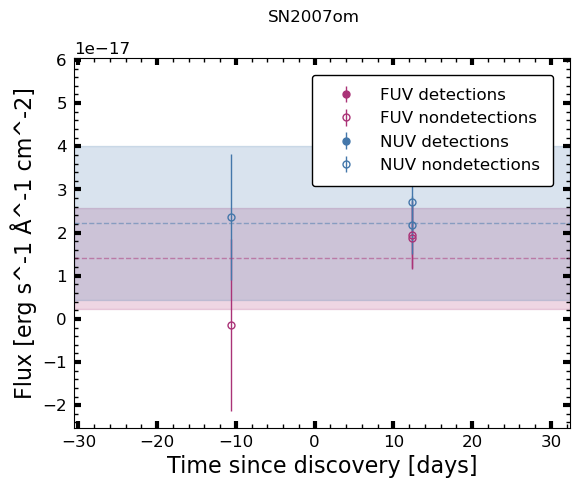 SN2007om
1e−17
6
5
4
3
2
1
0
−1
−2
Flux [erg s^-1 Å^-1 cm^-2]
FUV detections
FUV nondetections
NUV detections
NUV nondetections
−30 −20 −10 0 10 20 30
Time since discovery [days]